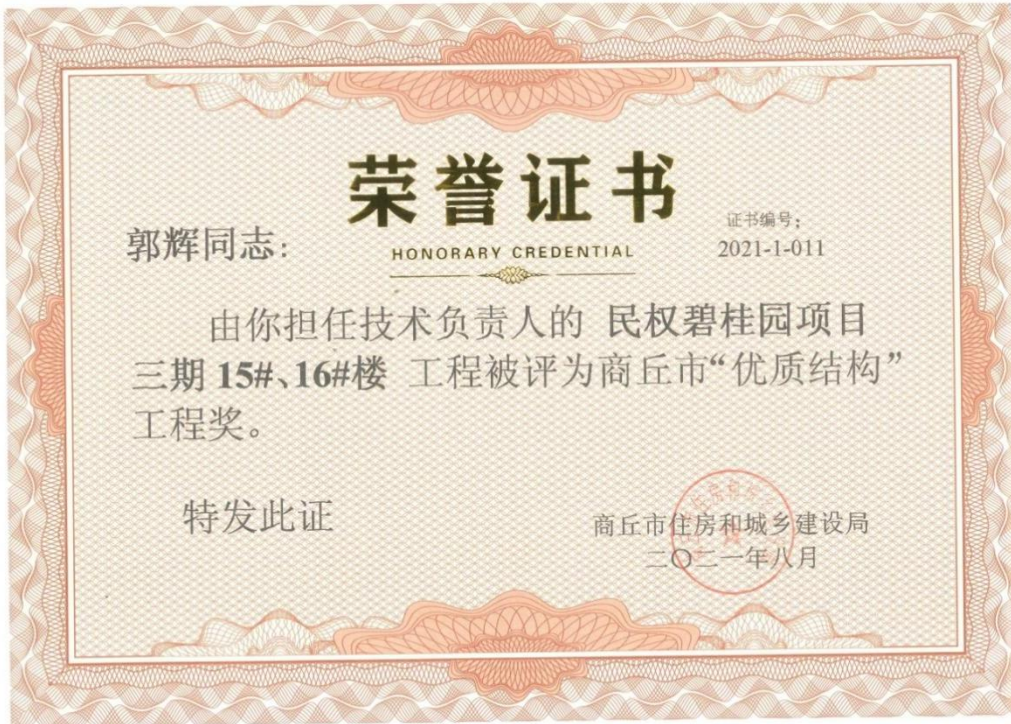 荣誉证书
HONORARY CREDENTIAL
证书编号：
2021-1-011
郭辉同志：
由你担任技术负责人的 民权碧桂园项目
三期 15#、16#楼 工程被评为商丘市“优质结构”
工程奖。
特发此证
商丘市住房和城乡建设局
二〇二一年八月